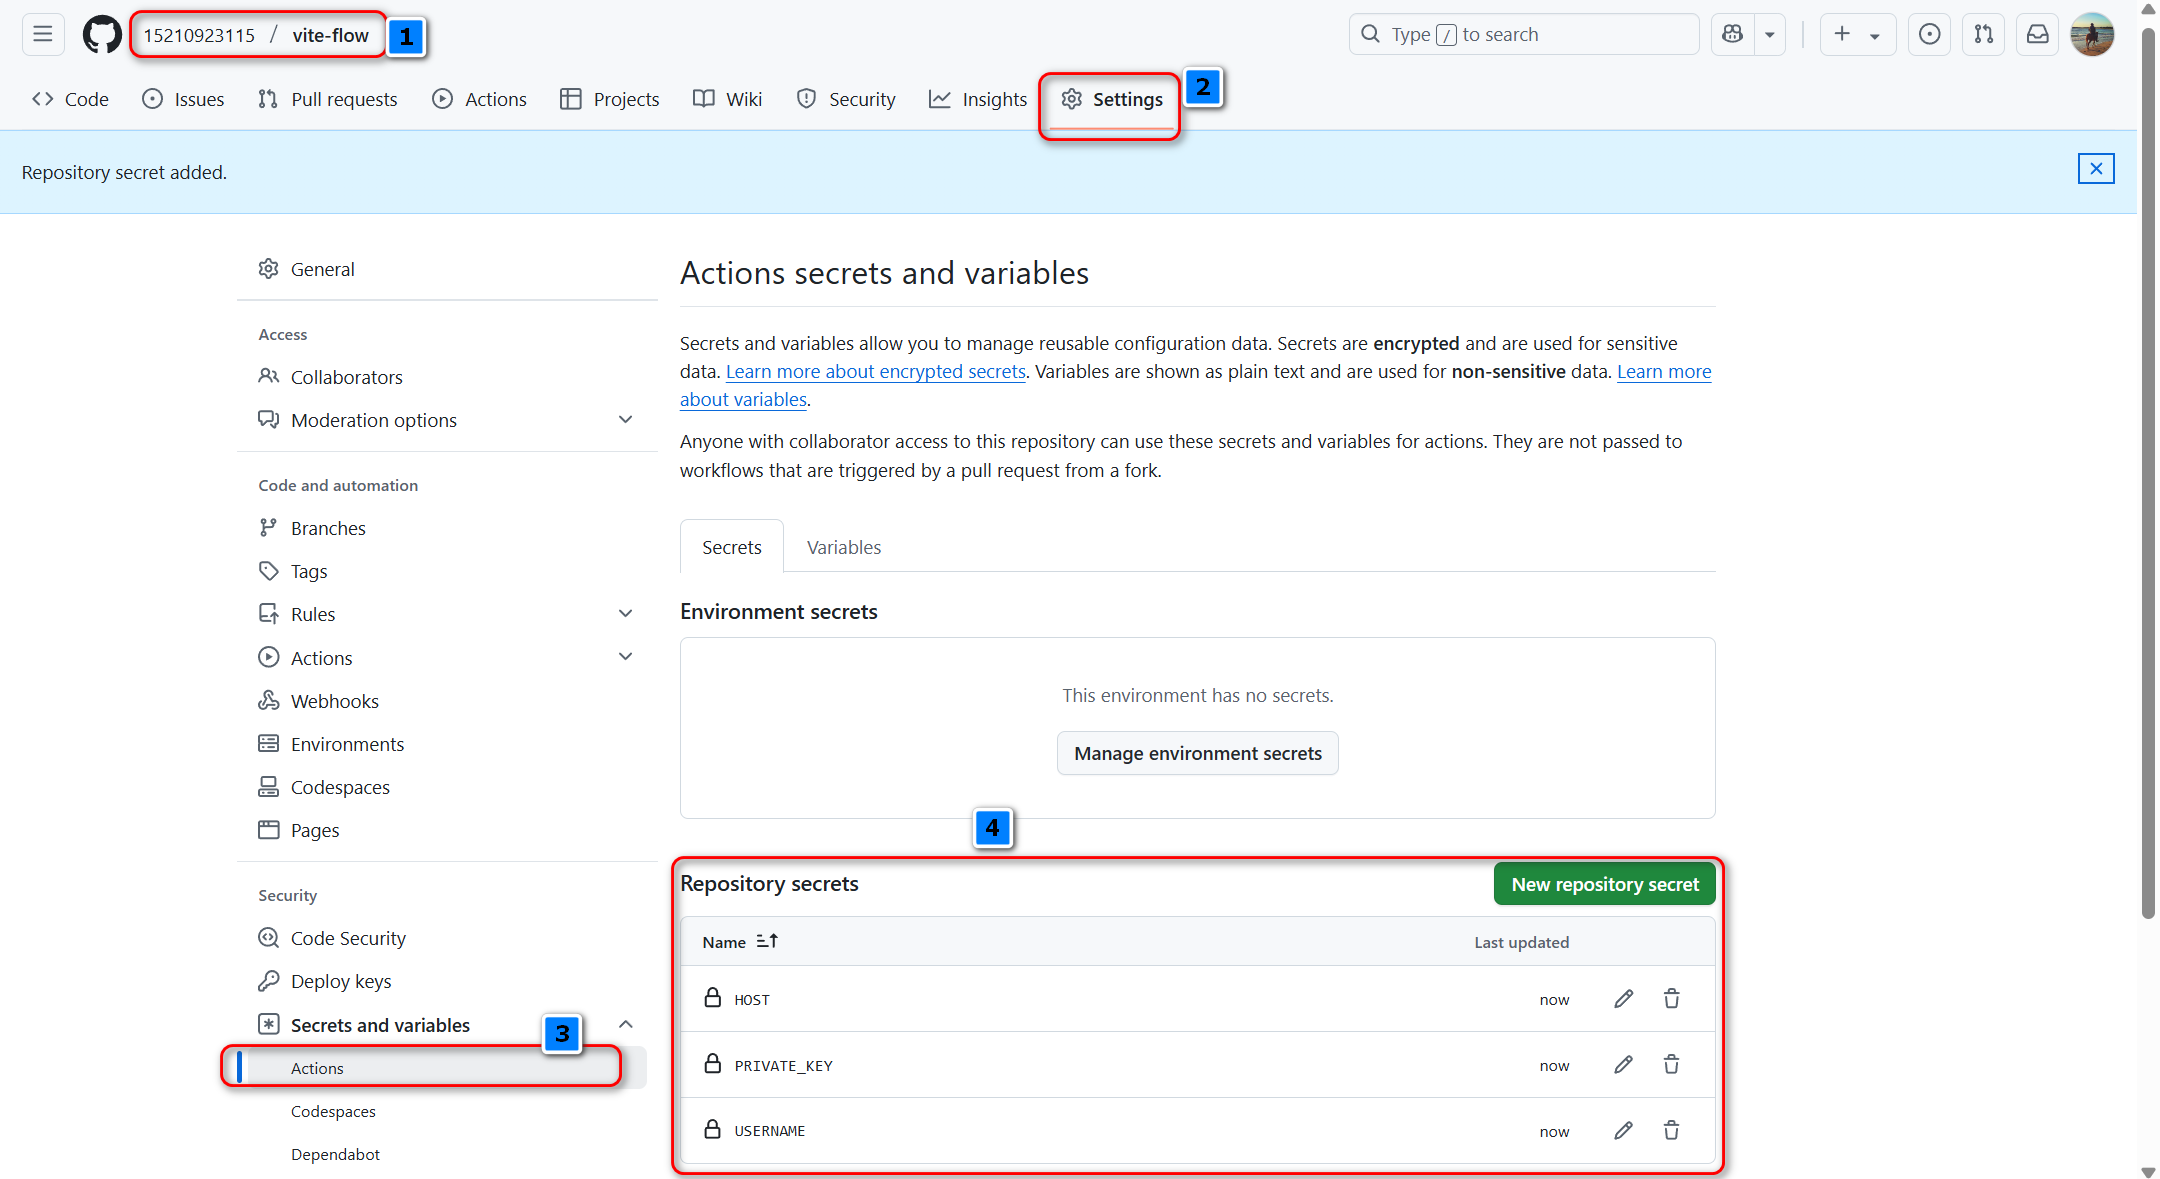 15210923115 / vite-flow
1
Type / to search
Code
Issues
Pull requests
Actions
Projects
Wiki
Security
Insights
Settings
2
Repository secret added.
General
Access
Collaborators
Moderation options
Code and automation
Branches
Tags
Rules
Actions
Webhooks
Environments
Codespaces
Pages
Security
Code Security
Deploy keys
Secrets and variables
3
Actions
Codespaces
Dependabot
Actions secrets and variables
Secrets and variables allow you to manage reusable configuration data. Secrets are encrypted and are used for sensitive
data. Learn more about encrypted secrets. Variables are shown as plain text and are used for non-sensitive data. Learn more
about variables.
Anyone with collaborator access to this repository can use these secrets and variables for actions. They are not passed to
workflows that are triggered by a pull request from a fork.
Secrets
Variables
Environment secrets
This environment has no secrets.
Manage environment secrets
4
Repository secrets
New repository secret
Name
Last updated
HOST
now
PRIVATE_KEY
now
USERNAME
now